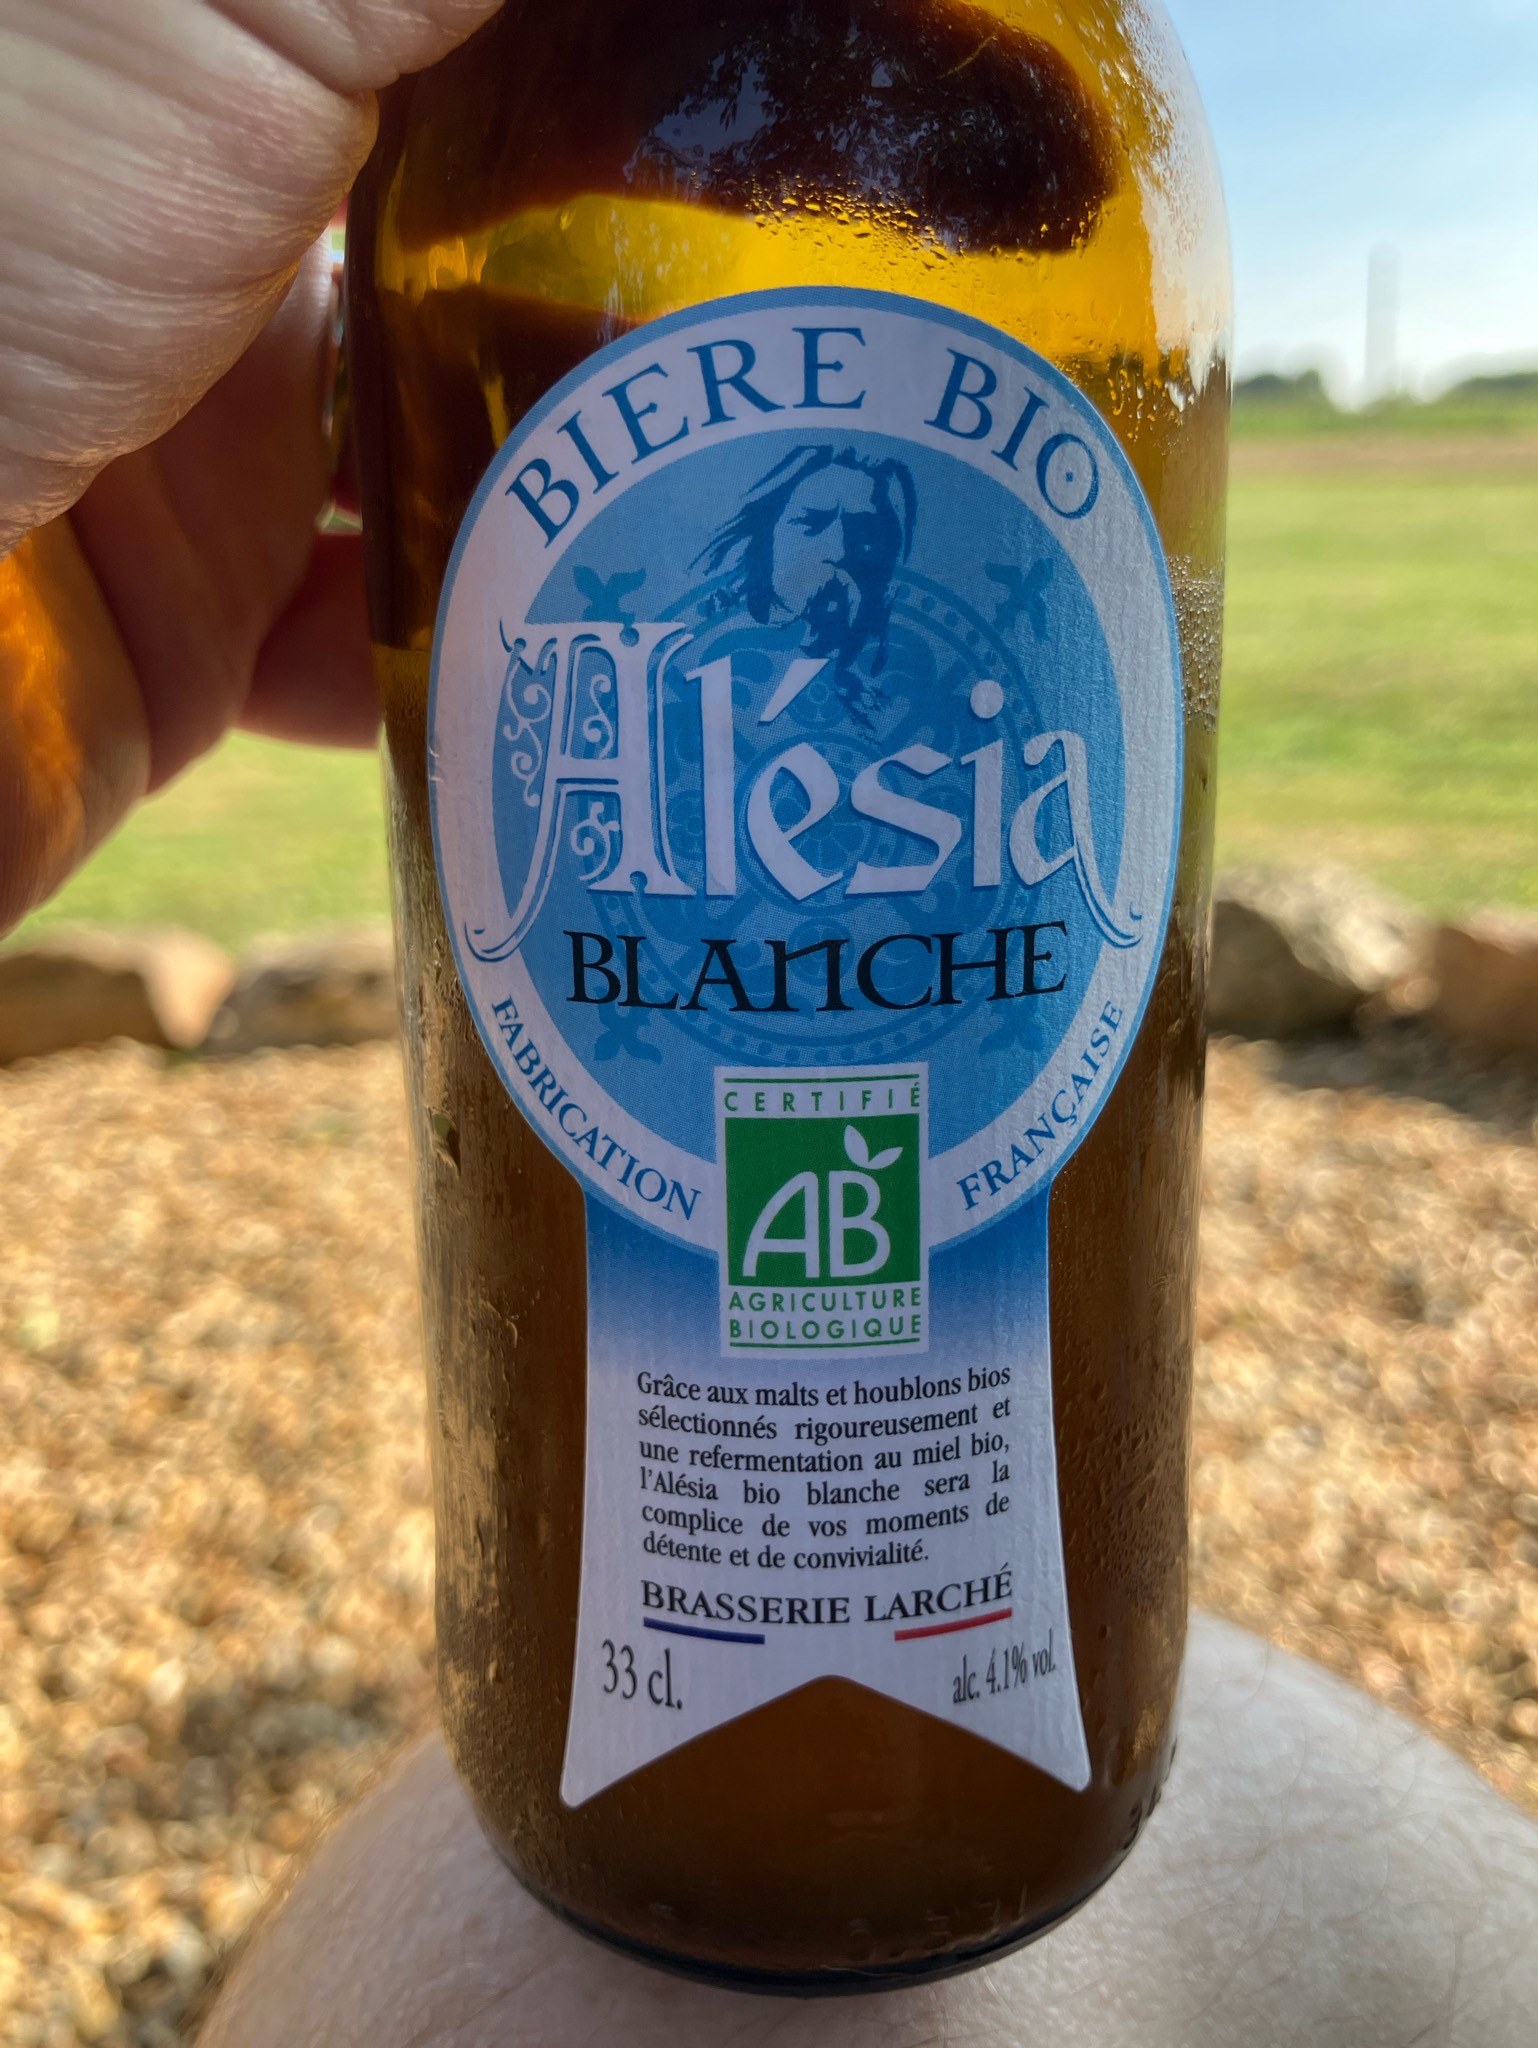 BIERE BIO
Alésia
BLANCHE
FABRICATION FRANÇAISE
CERTIFIÉ
AB
AGRICULTURE
BIOLOGIQUE
Grâce aux malts et houblons bios
sélectionnés rigoureusement et
une refermentation au miel bio,
l'Alésia bio blanche sera la
complice de vos moments de
détente et de convivialité.
BRASSERIE LARCHÉ
33 cl. alc. 4.1% vol.